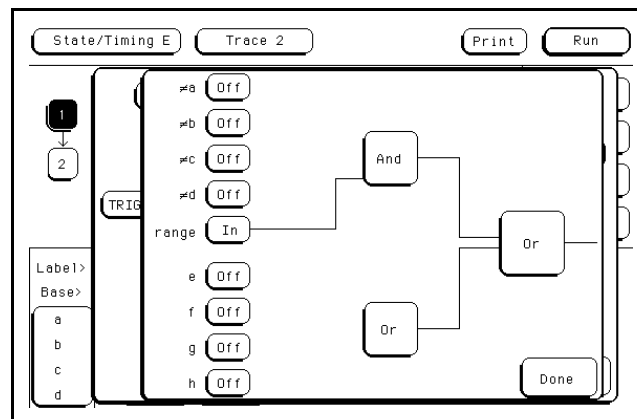 State/Timing E Trace 2 Print Run
1
2
TRIG
≠a Off
≠b Off
≠c Off
≠d Off
range In
And
Or
e Off
f Off
g Off
h Off
Or
Done
Label>
Base>
a
b
c
d